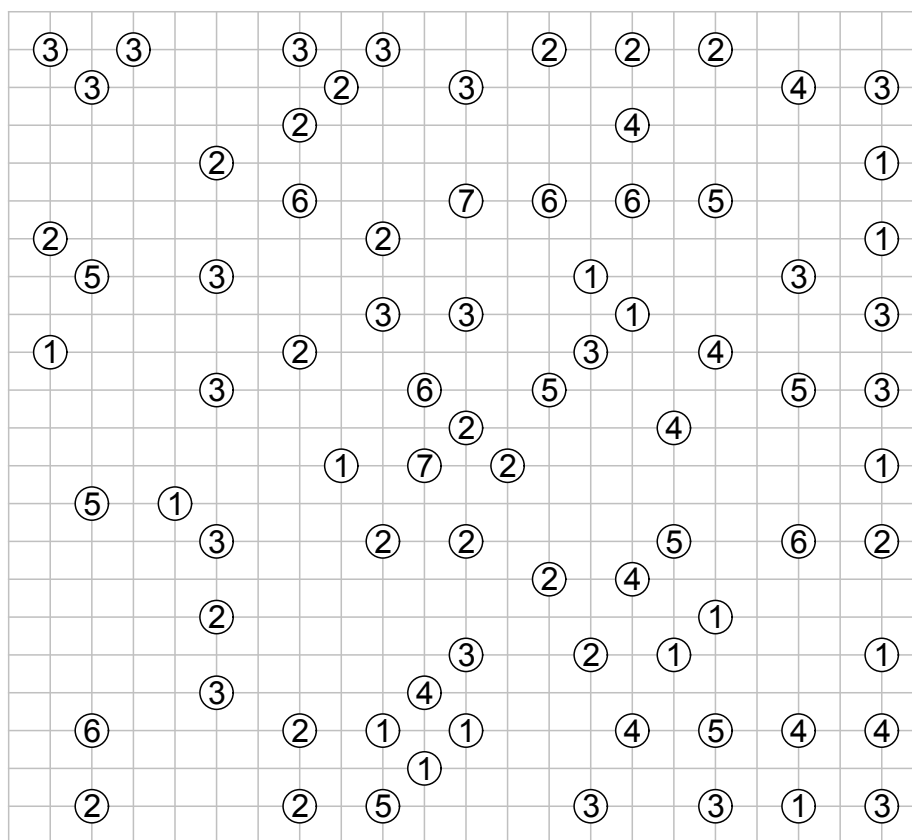 3 3 3 3 2 2 2
3 2 3 4 3
2 4
2 1
6 7 6 6 5
2 2 1
5 3 1 3
3 3 1 3
1 2 3 4
3 6 5 5 3
2 4
1 7 2 1
5 1
3 2 2 5 6 2
2 4
2 1
3 2 1 1
3 4
6 2 1 1 4 5 4 4
1
2 2 5 3 3 1 3